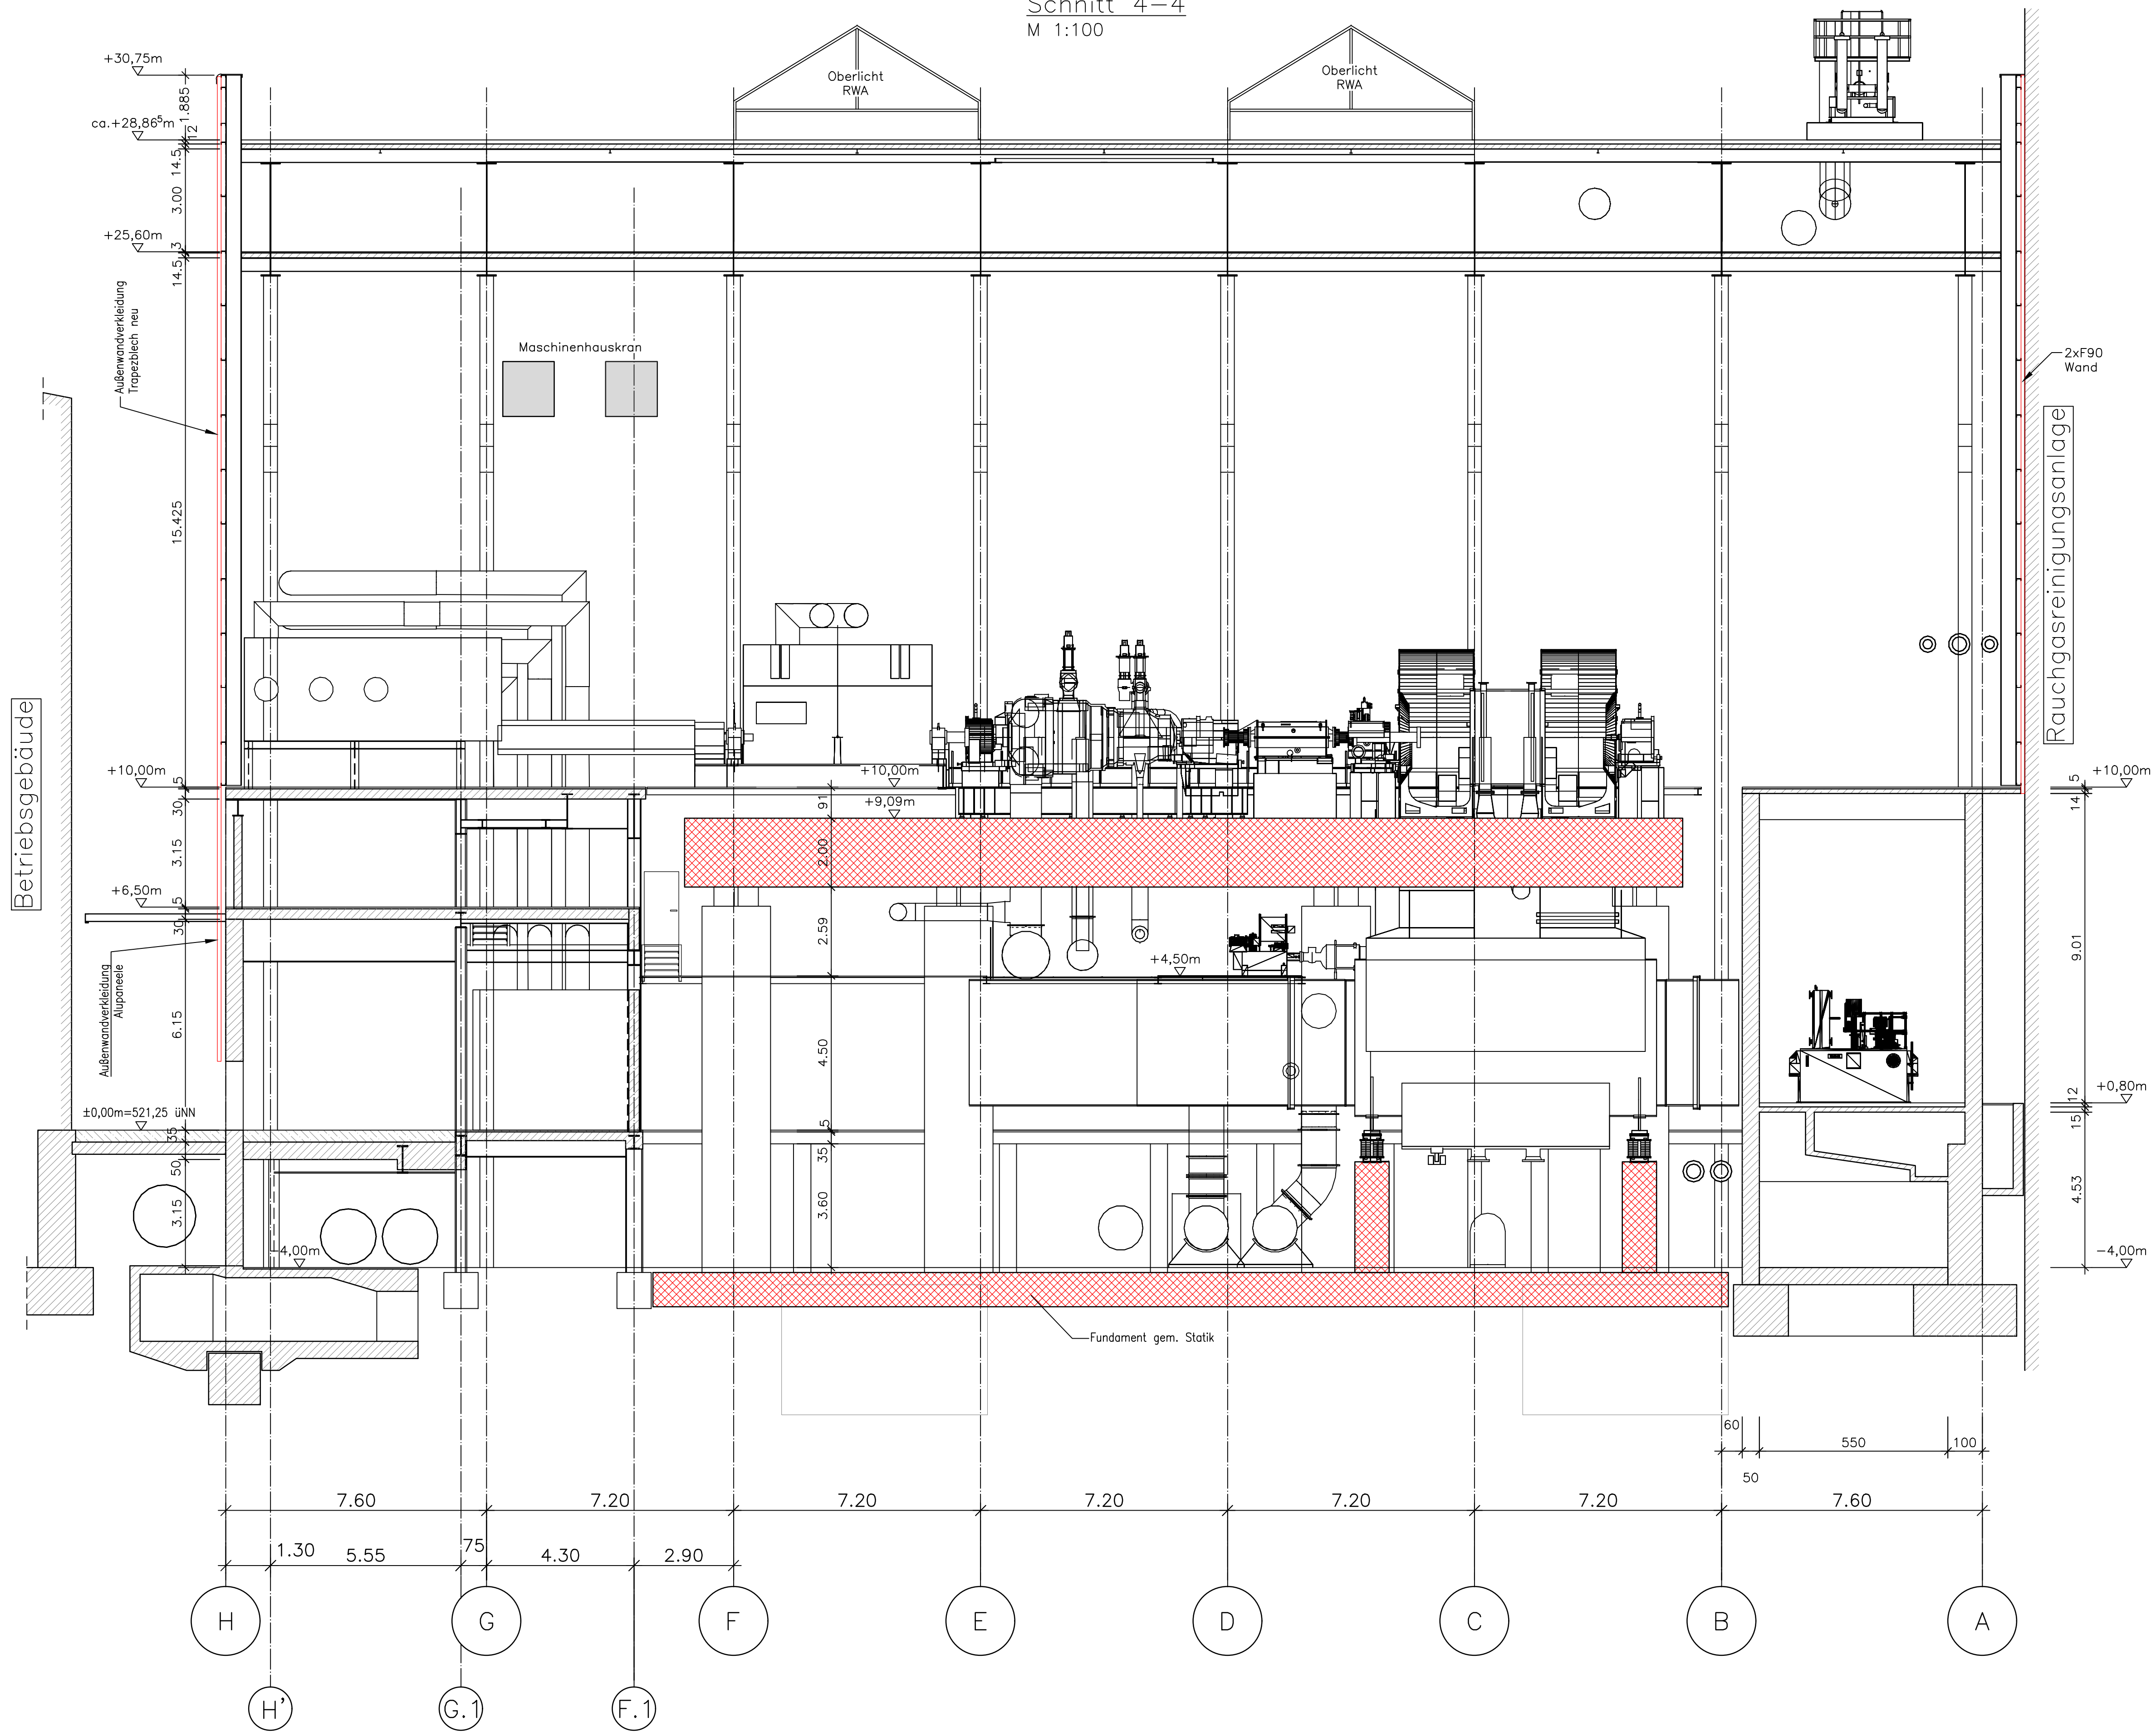 Schnitt 4-4
M 1:100
+30,75m
Oberlicht
RWA
Oberlicht
RWA
1.885
ca.+28,86⁵m
12
14.5
3.00
+25,60m
3
14.5
Außenwandverkleidung
Trapezblech neu
Maschinenhauskran
2xF90
Wand
Rauchgasreinigungsanlage
15.425
Betriebsgebäude
+10,00m
5
30
+10,00m
91
+9,09m
+10,00m
5
14
3.15
2.00
+6,50m
5
30
2.59
9.01
+4,50m
Außenwandverkleidung
Alupaneele
6.15
4.50
±0,00m=521,25 üNN
35
5
+0,80m
12
15
50
35
3.15
3.60
4.53
4,00m
-4,00m
Fundament gem. Statik
60
550
100
50
7.60
7.20
7.20
7.20
7.20
7.20
7.60
1.30
5.55
75
4.30
2.90
H
G
F
E
D
C
B
A
H'
G.1
F.1